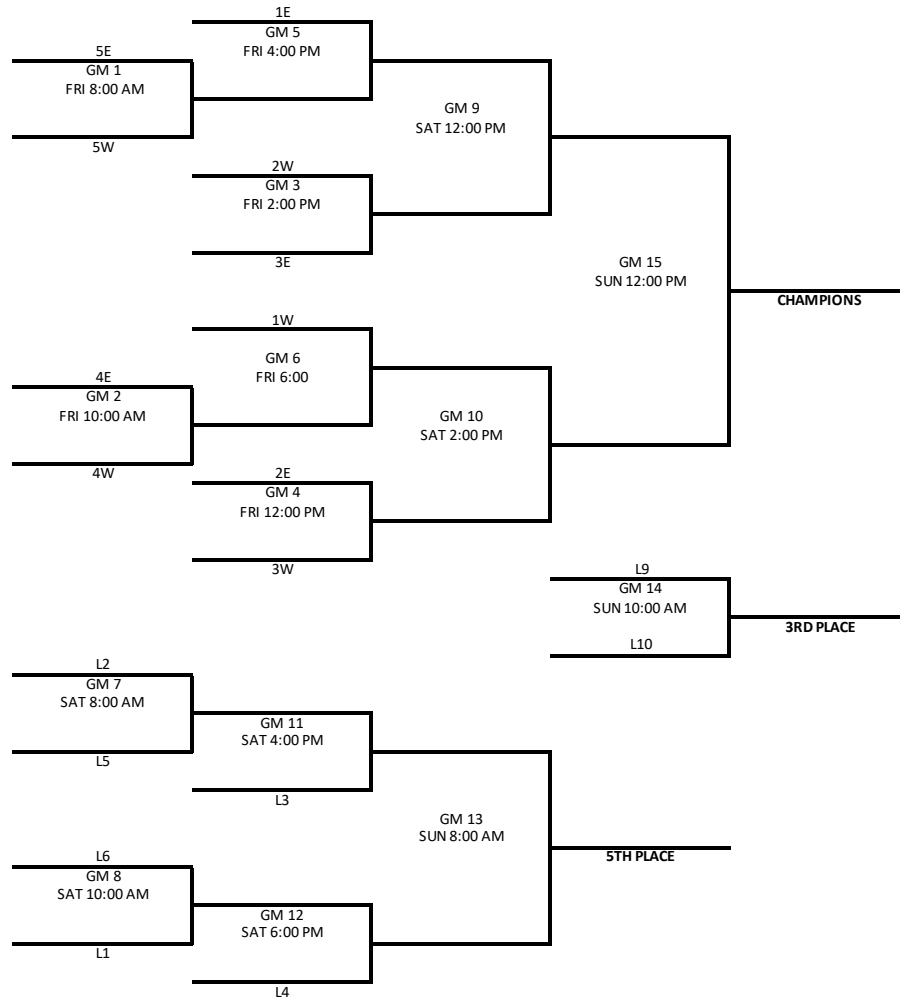 1E
GM 5
FRI 4:00 PM
5E
GM 1
FRI 8:00 AM
5W
GM 9
SAT 12:00 PM
2W
GM 3
FRI 2:00 PM
3E
GM 15
SUN 12:00 PM
CHAMPIONS
1W
GM 6
FRI 6:00
4E
GM 2
FRI 10:00 AM
4W
GM 10
SAT 2:00 PM
2E
GM 4
FRI 12:00 PM
3W
L9
GM 14
SUN 10:00 AM
L10
3RD PLACE
L2
GM 7
SAT 8:00 AM
L5
GM 11
SAT 4:00 PM
L3
GM 13
SUN 8:00 AM
5TH PLACE
L6
GM 8
SAT 10:00 AM
L1
GM 12
SAT 6:00 PM
L4